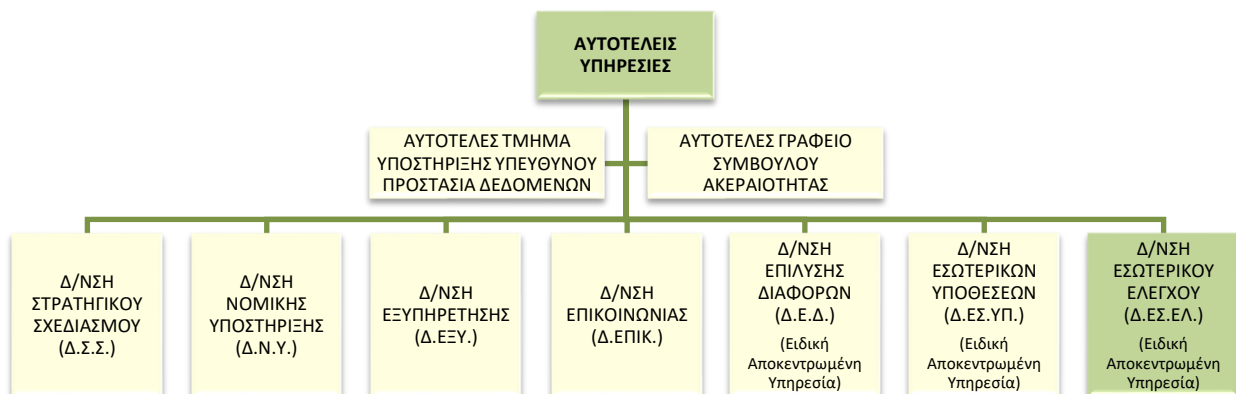 ΑΥΤΟΤΕΛΕΙΣ
ΥΠΗΡΕΣΙΕΣ
ΑΥΤΟΤΕΛΕΣ ΤΜΗΜΑ
ΥΠΟΣΤΗΡΙΞΗΣ ΥΠΕΥΘΥΝΟΥ
ΠΡΟΣΤΑΣΙΑ ΔΕΔΟΜΕΝΩΝ
ΑΥΤΟΤΕΛΕΣ ΓΡΑΦΕΙΟ
ΣΥΜΒΟΥΛΟΥ
ΑΚΕΡΑΙΟΤΗΤΑΣ
Δ/ΝΣΗ
ΣΤΡΑΤΗΓΙΚΟΥ
ΣΧΕΔΙΑΣΜΟΥ
(Δ.Σ.Σ.)
Δ/ΝΣΗ
ΝΟΜΙΚΗΣ
ΥΠΟΣΤΗΡΙΞΗΣ
(Δ.Ν.Υ.)
Δ/ΝΣΗ
ΕΞΥΠΗΡΕΤΗΣΗΣ
(Δ.ΕΞΥ.)
Δ/ΝΣΗ
ΕΠΙΚΟΙΝΩΝΙΑΣ
(Δ.ΕΠΙΚ.)
Δ/ΝΣΗ
ΕΠΙΛΥΣΗΣ
ΔΙΑΦΟΡΩΝ
(Δ.Ε.Δ.)
(Ειδική
Αποκεντρωμένη
Υπηρεσία)
Δ/ΝΣΗ
ΕΣΩΤΕΡΙΚΩΝ
ΥΠΟΘΕΣΕΩΝ
(Δ.ΕΣ.ΥΠ.)
(Ειδική
Αποκεντρωμένη
Υπηρεσία)
Δ/ΝΣΗ
ΕΣΩΤΕΡΙΚΟΥ
ΕΛΕΓΧΟΥ
(Δ.ΕΣ.ΕΛ.)
(Ειδική
Αποκεντρωμένη
Υπηρεσία)